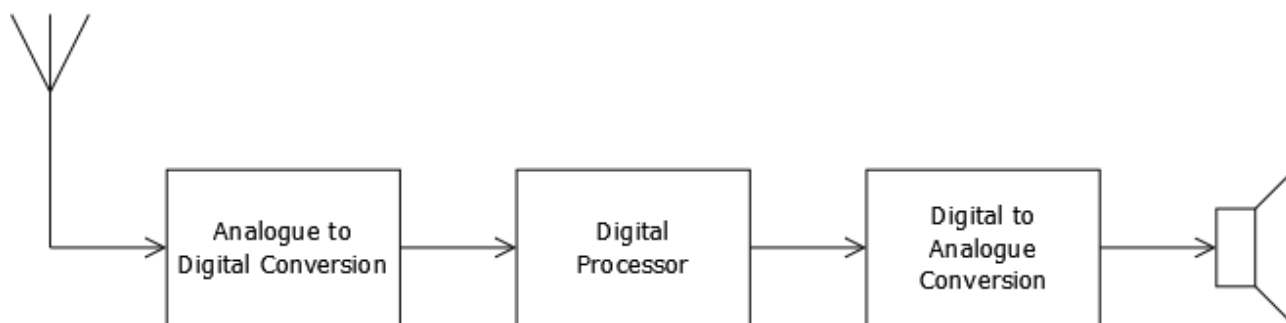 Analogue to
Digital Conversion
Digital
Processor
Digital to
Analogue
Conversion